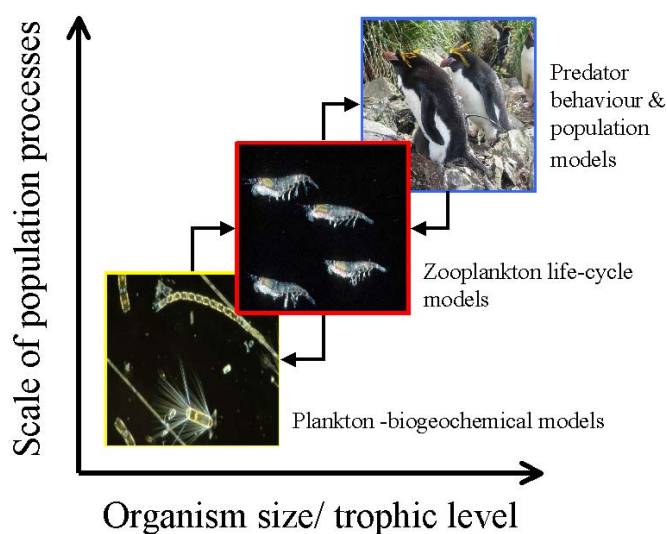 Scale of population processes
Predator
behaviour &
population
models
Zooplankton life-cycle
models
Plankton -biogeochemical models
Organism size/ trophic level